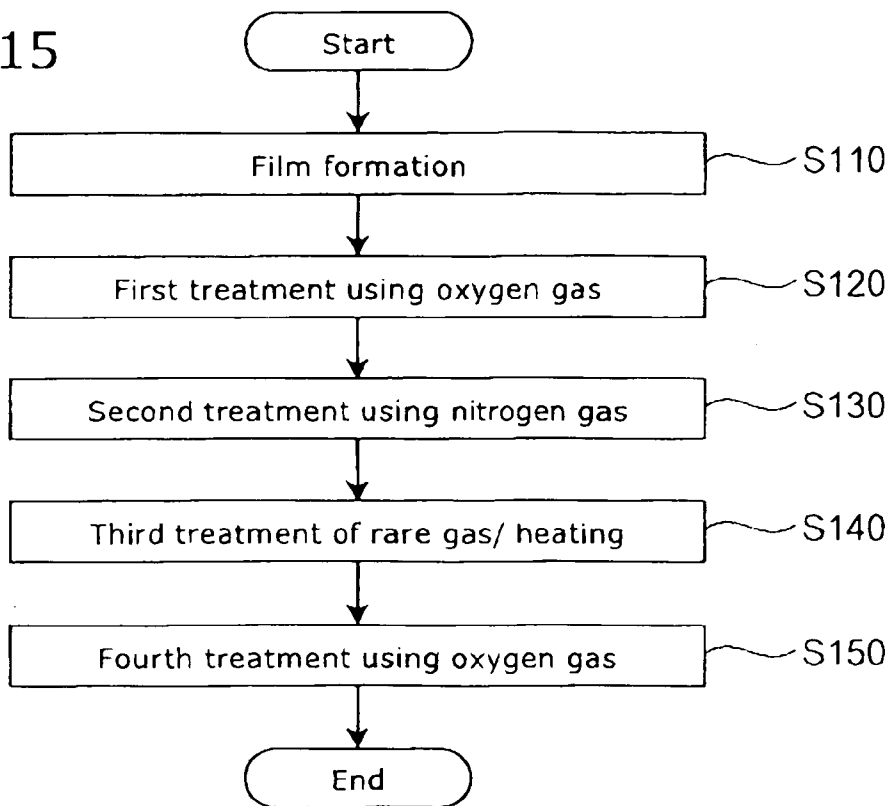 15
Start
Film formation
S110
First treatment using oxygen gas
S120
Second treatment using nitrogen gas
S130
Third treatment of rare gas/ heating
S140
Fourth treatment using oxygen gas
S150
End